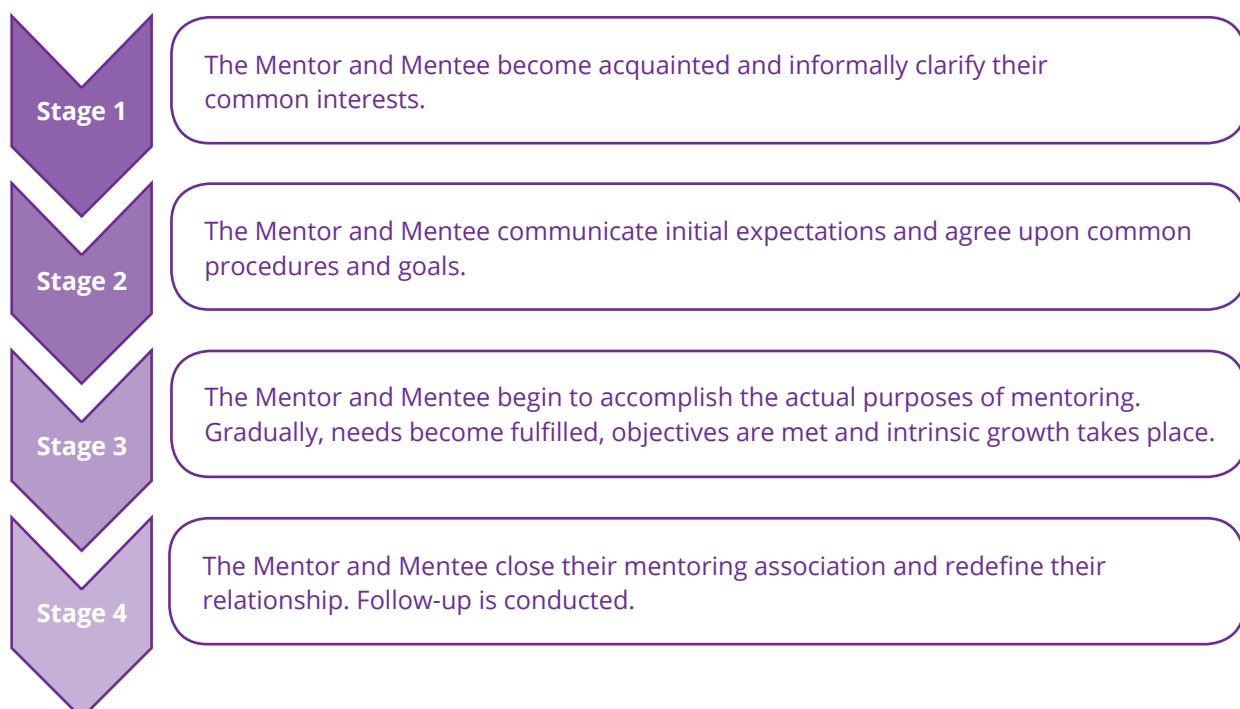 Stage 1
The Mentor and Mentee become acquainted and informally clarify their
common interests.
Stage 2
The Mentor and Mentee communicate initial expectations and agree upon common
procedures and goals.
Stage 3
The Mentor and Mentee begin to accomplish the actual purposes of mentoring.
Gradually, needs become fulfilled, objectives are met and intrinsic growth takes place.
Stage 4
The Mentor and Mentee close their mentoring association and redefine their
relationship. Follow-up is conducted.